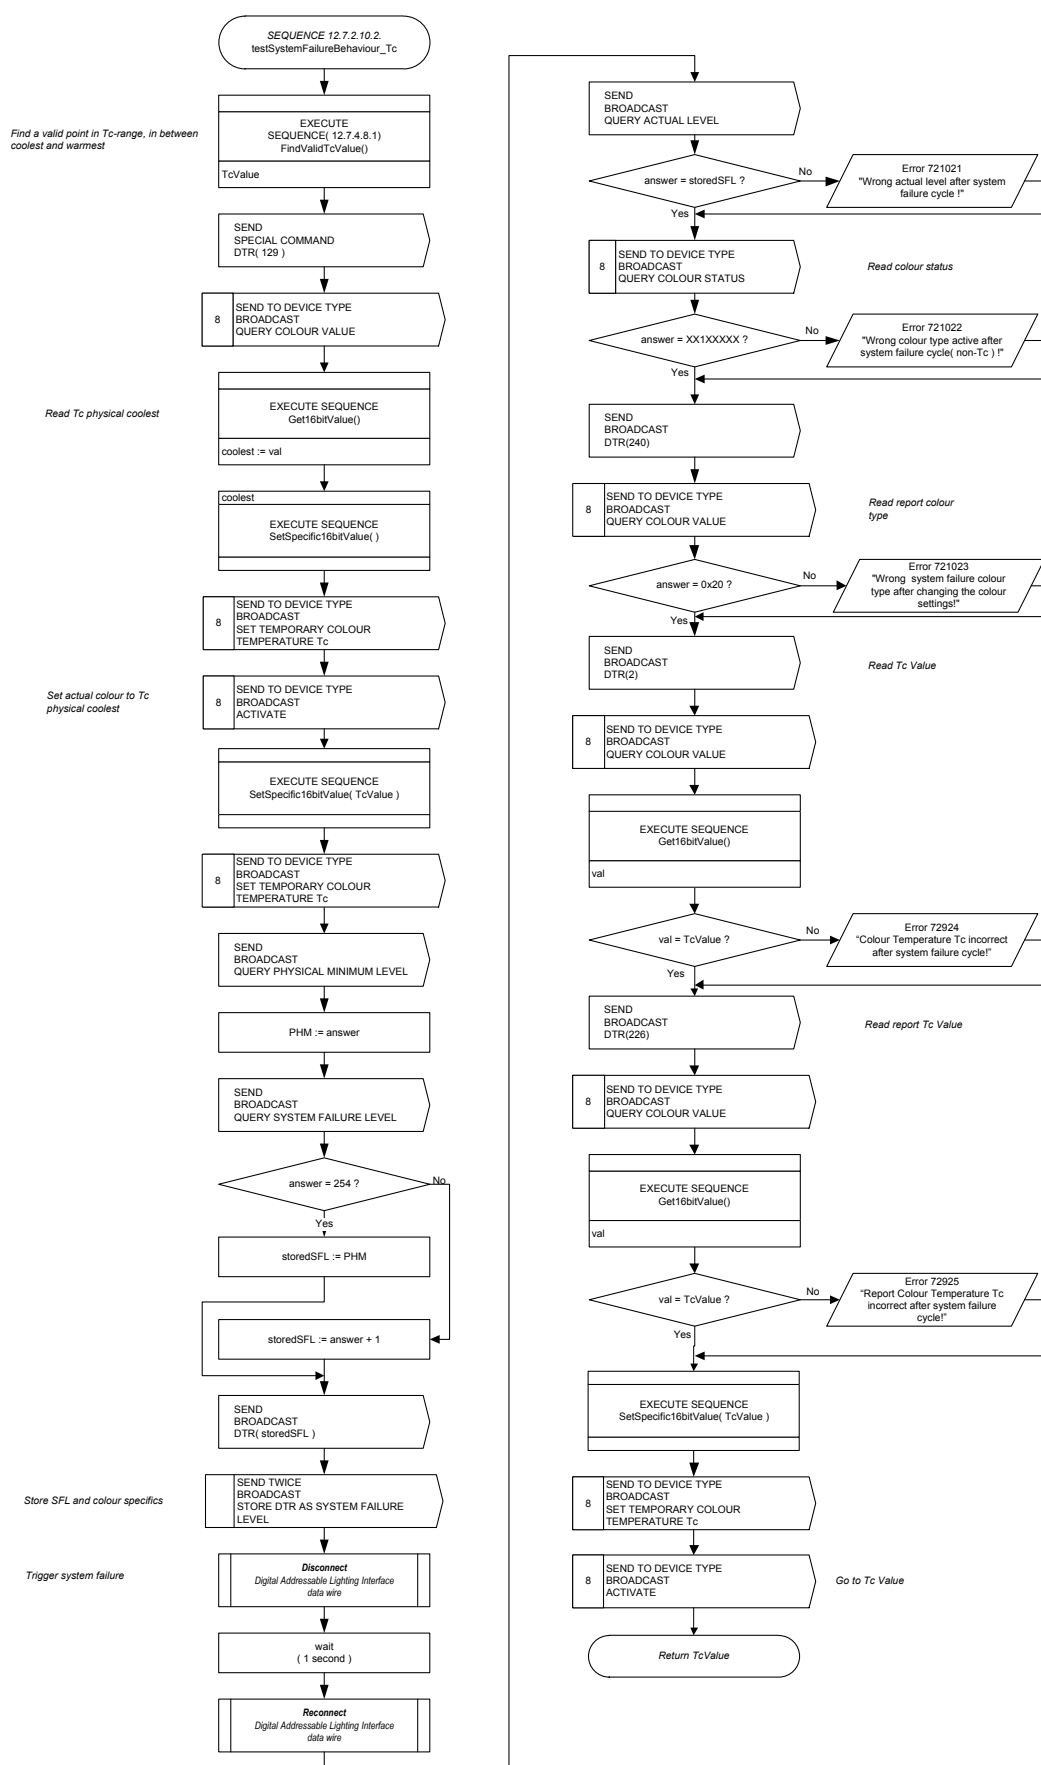 SEQUENCE 12.7.2.10.2.
testSystemFailureBehaviour_Tc
Find a valid point in Tc-range, in between
coolest and warmest
EXECUTE
SEQUENCE( 12.7.4.8.1)
FindValidTcValue()
TcValue
SEND
SPECIAL COMMAND
DTR( 129 )
8
SEND TO DEVICE TYPE
BROADCAST
QUERY COLOUR VALUE
Read Tc physical coolest
EXECUTE SEQUENCE
Get16bitValue()
coolest := val
coolest
EXECUTE SEQUENCE
SetSpecific16bitValue( )
8
SEND TO DEVICE TYPE
BROADCAST
SET TEMPORARY COLOUR
TEMPERATURE Tc
Set actual colour to Tc
physical coolest
8
SEND TO DEVICE TYPE
BROADCAST
ACTIVATE
EXECUTE SEQUENCE
SetSpecific16bitValue( TcValue )
8
SEND TO DEVICE TYPE
BROADCAST
SET TEMPORARY COLOUR
TEMPERATURE Tc
SEND
BROADCAST
QUERY PHYSICAL MINIMUM LEVEL
PHM := answer
SEND
BROADCAST
QUERY SYSTEM FAILURE LEVEL
answer = 254 ?
No
Yes
storedSFL := PHM
storedSFL := answer + 1
SEND
BROADCAST
DTR( storedSFL )
Store SFL and colour specifics
SEND TWICE
BROADCAST
STORE DTR AS SYSTEM FAILURE
LEVEL
Trigger system failure
Disconnect
Digital Addressable Lighting Interface
data wire
wait
( 1 second )
Reconnect
Digital Addressable Lighting Interface
data wire
SEND
BROADCAST
QUERY ACTUAL LEVEL
answer = storedSFL ?
No
Error 721021
"Wrong actual level after system
failure cycle !"
Yes
8
SEND TO DEVICE TYPE
BROADCAST
QUERY COLOUR STATUS
Read colour status
answer = XX1XXXXX ?
No
Error 721022
"Wrong colour type active after
system failure cycle( non-Tc ) !"
Yes
SEND
BROADCAST
DTR(240)
8
SEND TO DEVICE TYPE
BROADCAST
QUERY COLOUR VALUE
Read report colour
type
answer = 0x20 ?
No
Error 721023
"Wrong  system failure colour
type after changing the colour
settings!"
Yes
SEND
BROADCAST
DTR(2)
Read Tc Value
8
SEND TO DEVICE TYPE
BROADCAST
QUERY COLOUR VALUE
EXECUTE SEQUENCE
Get16bitValue()
val
val = TcValue ?
No
Error 72924
“Colour Temperature Tc incorrect
after system failure cycle!”
Yes
SEND
BROADCAST
DTR(226)
Read report Tc Value
8
SEND TO DEVICE TYPE
BROADCAST
QUERY COLOUR VALUE
EXECUTE SEQUENCE
Get16bitValue()
val
val = TcValue ?
No
Error 72925
“Report Colour Temperature Tc
incorrect after system failure
cycle!”
Yes
EXECUTE SEQUENCE
SetSpecific16bitValue( TcValue )
8
SEND TO DEVICE TYPE
BROADCAST
SET TEMPORARY COLOUR
TEMPERATURE Tc
8
SEND TO DEVICE TYPE
BROADCAST
ACTIVATE
Go to Tc Value
Return TcValue